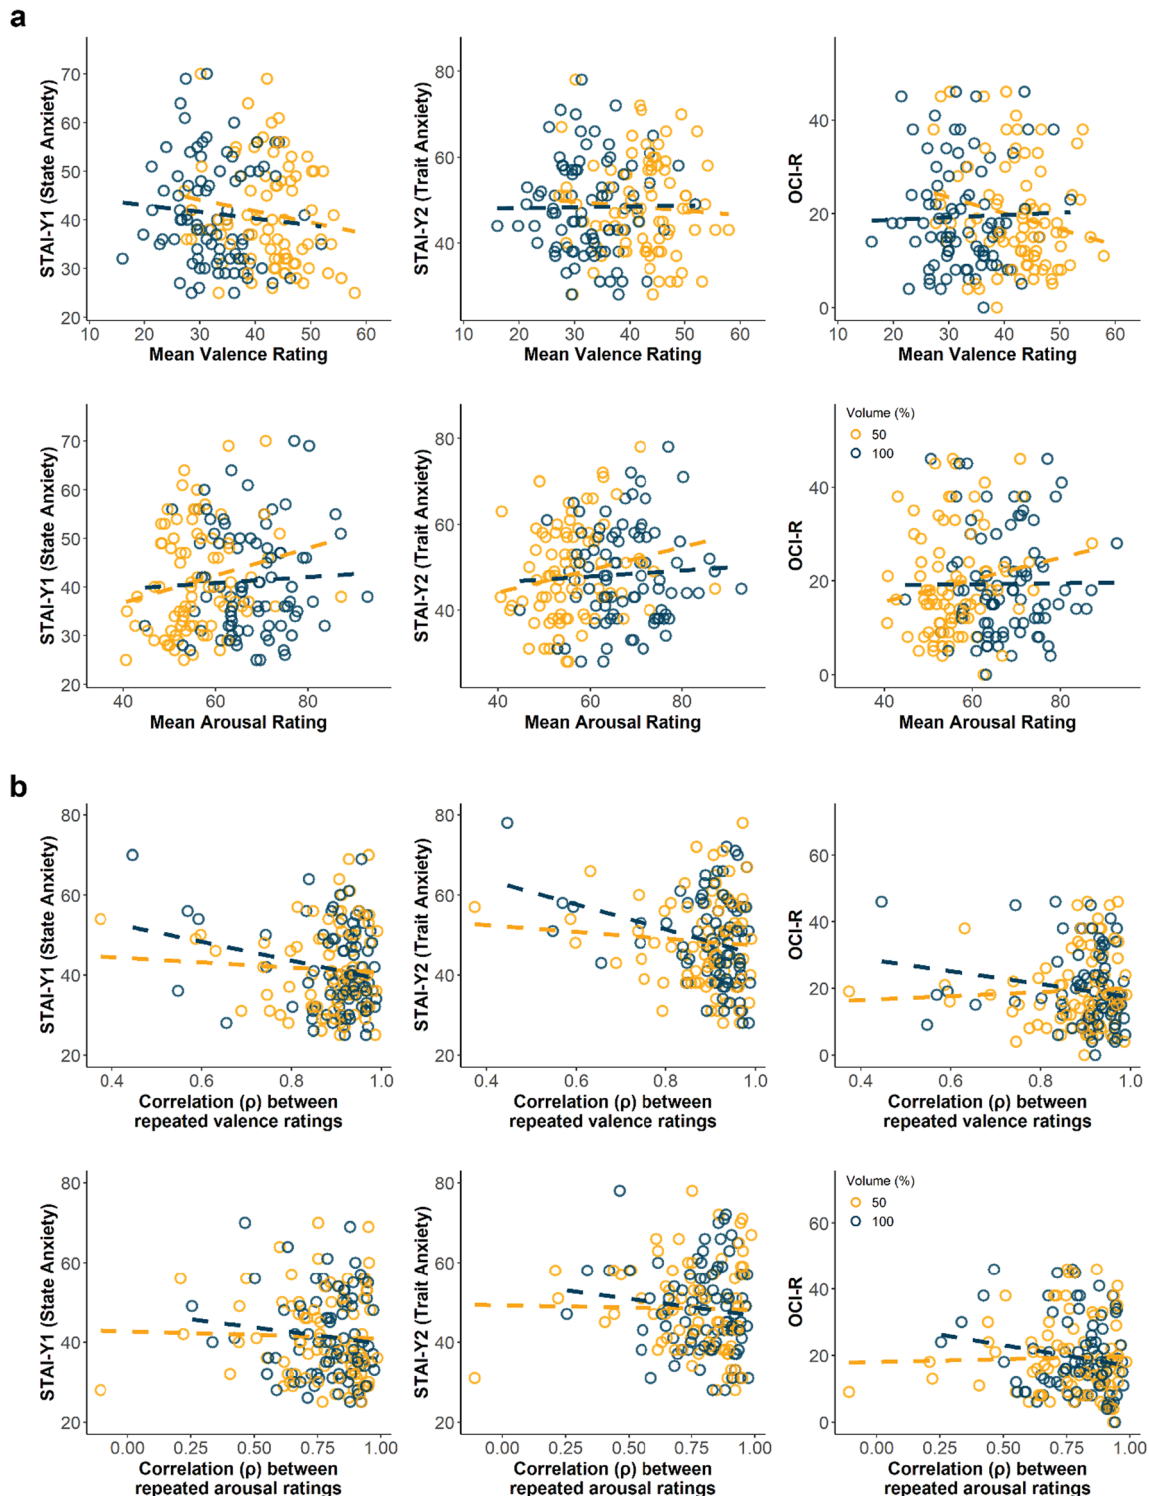 a
STAI-Y1 (State Anxiety)
70
60
50
40
30
20
10 20 30 40 50 60
Mean Valence Rating
STAI-Y2 (Trait Anxiety)
80
60
40
10 20 30 40 50 60
Mean Valence Rating
OCI-R
40
20
0
10 20 30 40 50 60
Mean Valence Rating
STAI-Y1 (State Anxiety)
70
60
50
40
30
20
40 60 80
Mean Arousal Rating
STAI-Y2 (Trait Anxiety)
80
60
40
40 60 80
Mean Arousal Rating
OCI-R
Volume (%)
50
100
40
20
0
40 60 80
Mean Arousal Rating
b
STAI-Y1 (State Anxiety)
80
60
40
20
0.4 0.6 0.8 1.0
Correlation (ρ) between
repeated valence ratings
STAI-Y2 (Trait Anxiety)
80
60
40
20
0.4 0.6 0.8 1.0
Correlation (ρ) between
repeated valence ratings
OCI-R
60
40
20
0
0.4 0.6 0.8 1.0
Correlation (ρ) between
repeated valence ratings
STAI-Y1 (State Anxiety)
80
60
40
20
0.00 0.25 0.50 0.75 1.00
Correlation (ρ) between
repeated arousal ratings
STAI-Y2 (Trait Anxiety)
80
60
40
20
0.00 0.25 0.50 0.75 1.00
Correlation (ρ) between
repeated arousal ratings
OCI-R
Volume (%)
50
100
60
40
20
0
0.00 0.25 0.50 0.75 1.00
Correlation (ρ) between
repeated arousal ratings